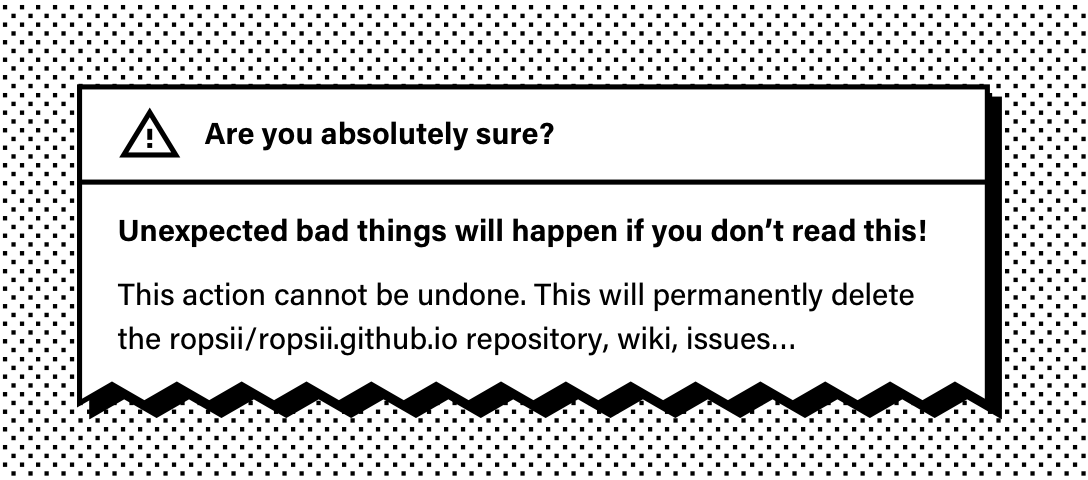 Are you absolutely sure?
Unexpected bad things will happen if you don’t read this!
This action cannot be undone. This will permanently delete
the ropsii/ropsii.github.io repository, wiki, issues…